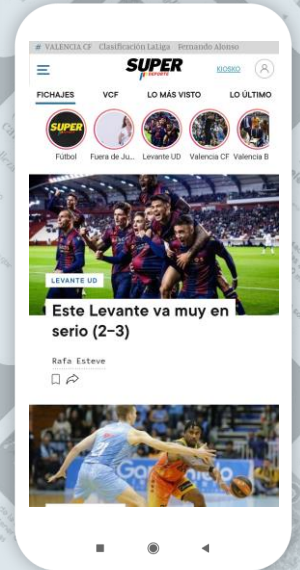 # VALENCIA CF Clasificación LaLiga Fernando Alonso
SUPER
DEPORTE
KIOSKO
FICHAJES VCF LO MÁS VISTO LO ÚLTIMO
SUPER
Fútbol Fuera de Ju... Levante UD Valencia CF Valencia B
LEVANTE UD
Este Levante va muy en
serio (2-3)
Rafa Esteve